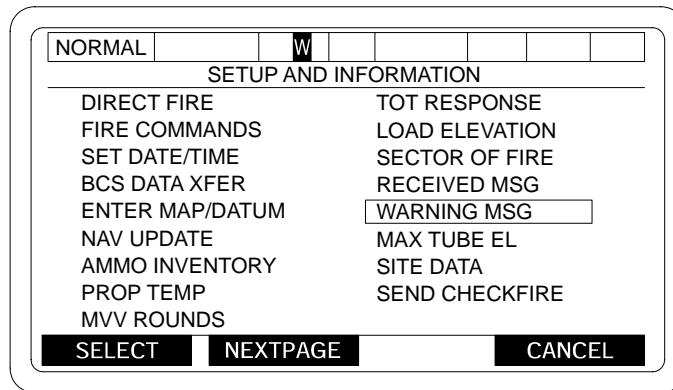 NORMAL W
SETUP AND INFORMATION
DIRECT FIRE TOT RESPONSE
FIRE COMMANDS LOAD ELEVATION
SET DATE/TIME SECTOR OF FIRE
BCS DATA XFER RECEIVED MSG
ENTER MAP/DATUM WARNING MSG
NAV UPDATE MAX TUBE EL
AMMO INVENTORY SITE DATA
PROP TEMP SEND CHECKFIRE
MVV ROUNDS
SELECT NEXTPAGE CANCEL